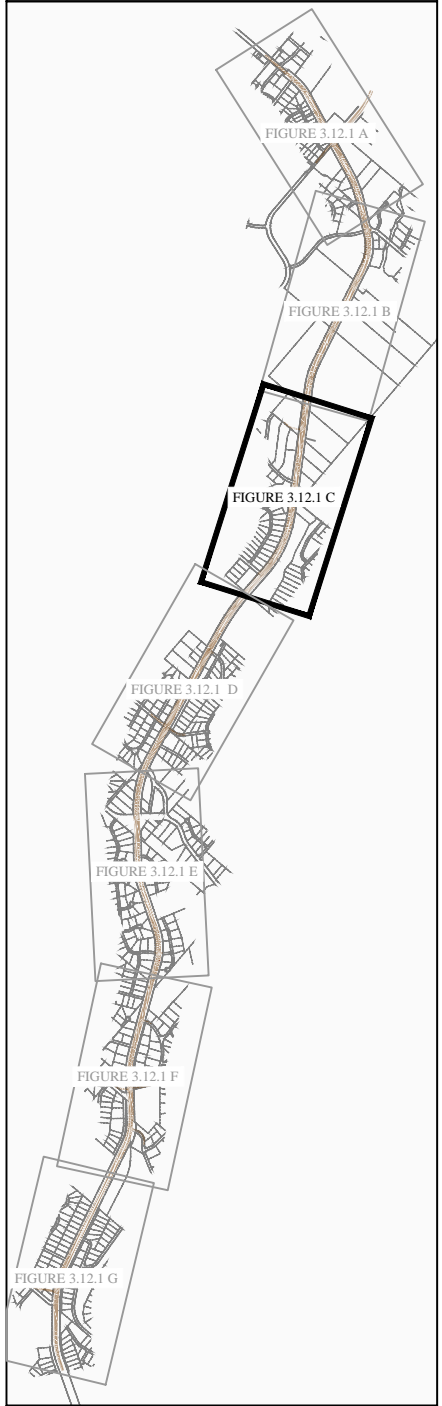 FIGURE 3.12.1 A
FIGURE 3.12.1 B
FIGURE 3.12.1 C
FIGURE 3.12.1 D
FIGURE 3.12.1 E
FIGURE 3.12.1 F
FIGURE 3.12.1 G